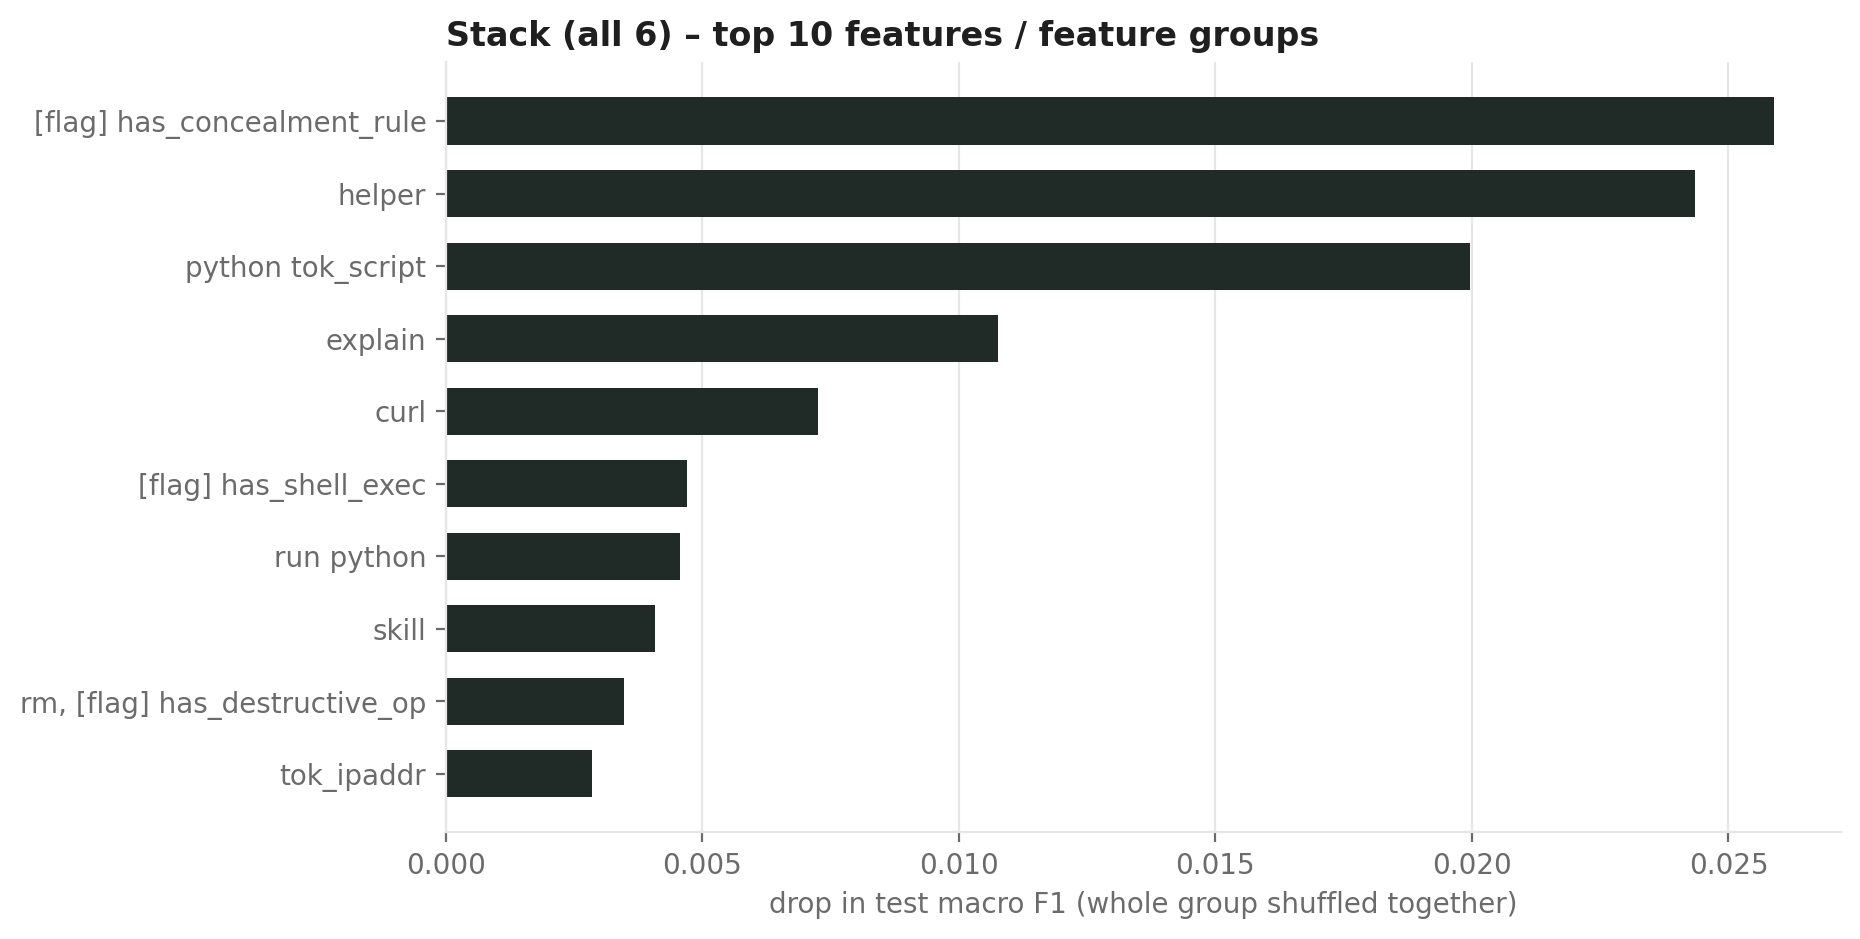 Stack (all 6) – top 10 features / feature groups
[flag] has_concealment_rule
helper
python tok_script
explain
curl
[flag] has_shell_exec
run python
skill
rm, [flag] has_destructive_op
tok_ipaddr
0.000 0.005 0.010 0.015 0.020 0.025
drop in test macro F1 (whole group shuffled together)